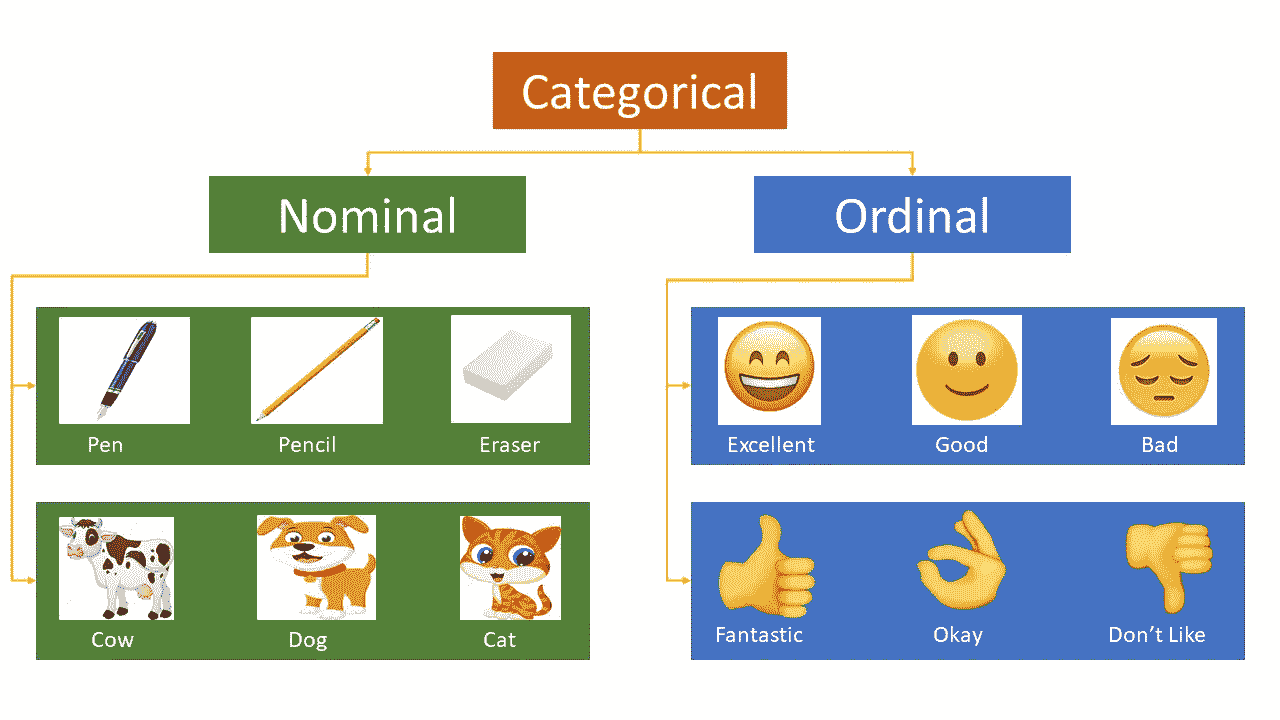 Categorical
Nominal
Ordinal
Pen
Pencil
Eraser
Excellent
Good
Bad
Cow
Dog
Cat
Fantastic
Okay
Don’t Like